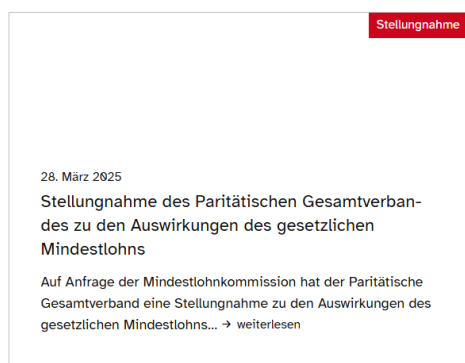 Stellungnahme
28. März 2025
Stellungnahme des Paritätischen Gesamtverban-
des zu den Auswirkungen des gesetzlichen
Mindestlohns
Auf Anfrage der Mindestlohnkommission hat der Paritätische
Gesamtverband eine Stellungnahme zu den Auswirkungen des
gesetzlichen Mindestlohns... → weiterlesen